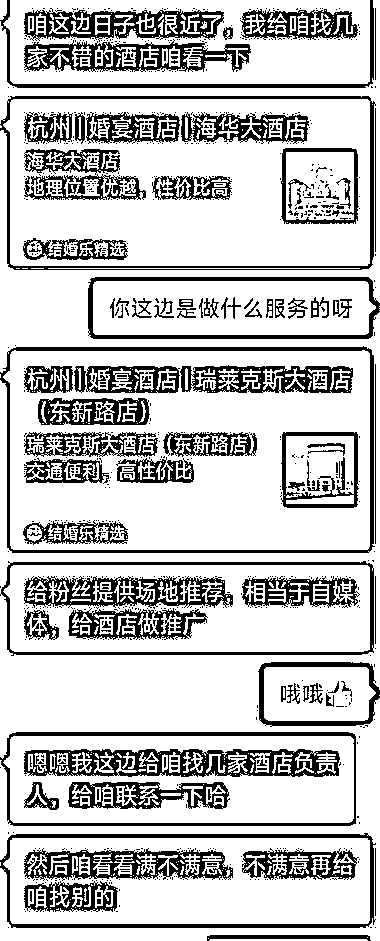 咱这边日子也很近了，我给咱找几
家不错的酒店咱看一下
杭州||婚宴酒店||海华大酒店
海华大酒店
地理位置优越，性价比高
结婚乐精选
你这边是做什么服务的呀
杭州||婚宴酒店||瑞莱克斯大酒店
（东新路店）
瑞莱克斯大酒店（东新路店）
交通便利，高性价比
结婚乐精选
给粉丝提供场地推荐，相当于自媒
体，给酒店做推广
哦哦👍
嗯嗯我这边给咱找几家酒店负责
人，给咱联系一下哈
然后咱看看满不满意，不满意再给
咱找别的